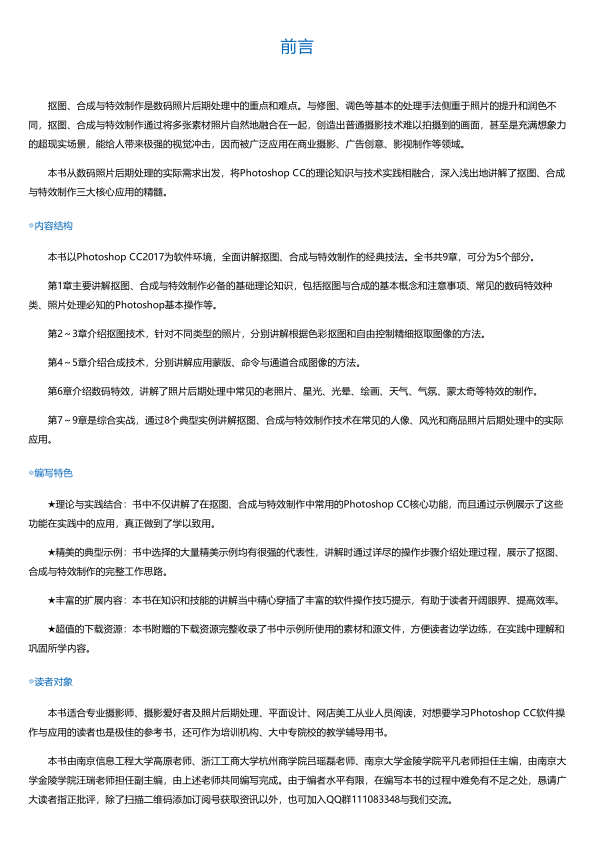 前言
抠图、合成与特效制作是数码照片后期处理中的重点和难点。与修图、调色等基本的处理手法侧重于照片的提升和润色不
同，抠图、合成与特效制作通过将多张素材照片自然地融合在一起，创造出普通摄影技术难以拍摄到的画面，甚至是充满想象力
的超现实场景，能给人带来极强的视觉冲击，因而被广泛应用在商业摄影、广告创意、影视制作等领域。
本书从数码照片后期处理的实际需求出发，将Photoshop CC的理论知识与技术实践相融合，深入浅出地讲解了抠图、合成
与特效制作三大核心应用的精髓。
◎内容结构
本书以Photoshop CC2017为软件环境，全面讲解抠图、合成与特效制作的经典技法。全书共9章，可分为5个部分。
第1章主要讲解抠图、合成与特效制作必备的基础理论知识，包括抠图与合成的基本概念和注意事项、常见的数码特效种
类、照片处理必知的Photoshop基本操作等。
第2～3章介绍抠图技术，针对不同类型的照片，分别讲解根据色彩抠图和自由控制精细抠取图像的方法。
第4～5章介绍合成技术，分别讲解应用蒙版、命令与通道合成图像的方法。
第6章介绍数码特效，讲解了照片后期处理中常见的老照片、星光、光晕、绘画、天气、气氛、蒙太奇等特效的制作。
第7～9章是综合实战，通过8个典型实例讲解抠图、合成与特效制作技术在常见的人像、风光和商品照片后期处理中的实际
应用。
◎编写特色
★理论与实践结合：书中不仅讲解了在抠图、合成与特效制作中常用的Photoshop CC核心功能，而且通过示例展示了这些
功能在实践中的应用，真正做到了学以致用。
★精美的典型示例：书中选择的大量精美示例均有很强的代表性，讲解时通过详尽的操作步骤介绍处理过程，展示了抠图、
合成与特效制作的完整工作思路。
★丰富的扩展内容：本书在知识和技能的讲解当中精心穿插了丰富的软件操作技巧提示，有助于读者开阔眼界、提高效率。
★超值的下载资源：本书附赠的下载资源完整收录了书中示例所使用的素材和源文件，方便读者边学边练，在实践中理解和
巩固所学内容。
◎读者对象
本书适合专业摄影师、摄影爱好者及照片后期处理、平面设计、网店美工从业人员阅读，对想要学习Photoshop CC软件操
作与应用的读者也是极佳的参考书，还可作为培训机构、大中专院校的教学辅导用书。
本书由南京信息工程大学高原老师、浙江工商大学杭州商学院吕瑶磊老师、南京大学金陵学院平凡老师担任主编，由南京大
学金陵学院汪瑞老师担任副主编，由上述老师共同编写完成。由于编者水平有限，在编写本书的过程中难免有不足之处，恳请广
大读者指正批评，除了扫描二维码添加订阅号获取资讯以外，也可加入QQ群111083348与我们交流。